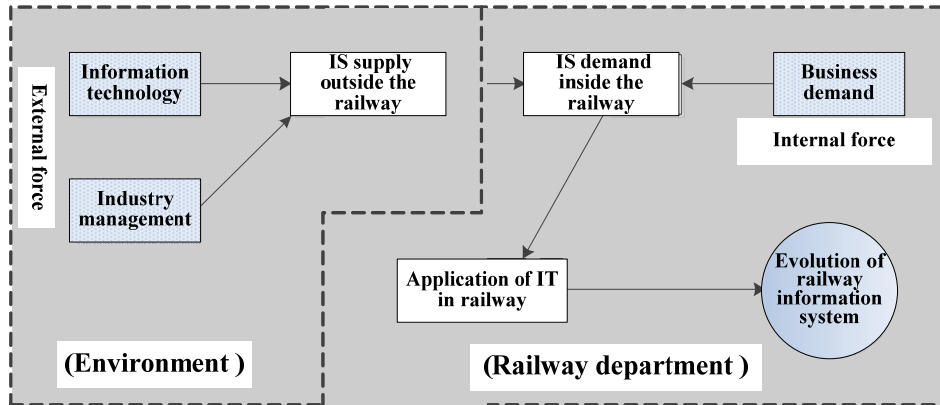 External force
Information
technology
IS supply
outside the
railway
IS demand
inside the
railway
Business
demand
Internal force
Industry
management
Application of IT
in railway
Evolution of
railway
information
system
(Environment )
(Railway department )